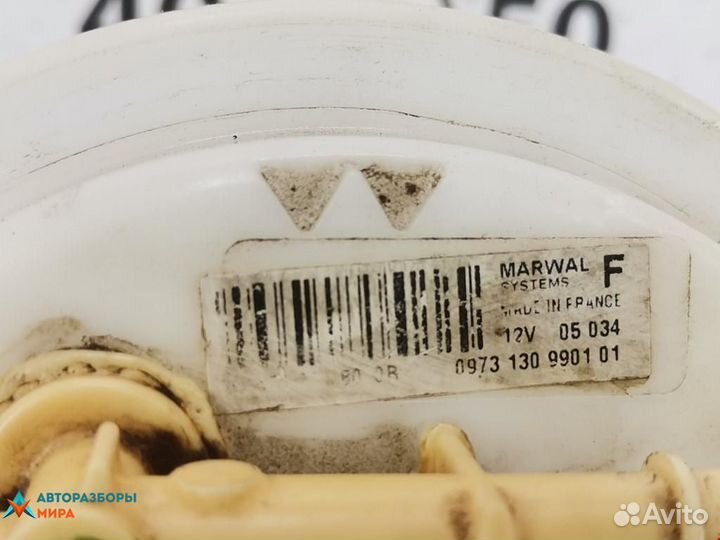 MARWAL F
SYSTEMS
MADE IN FRANCE
12V 05 034
0973 130 9901 01
АВТОРАЗБОРЫ
МИРА
Avito